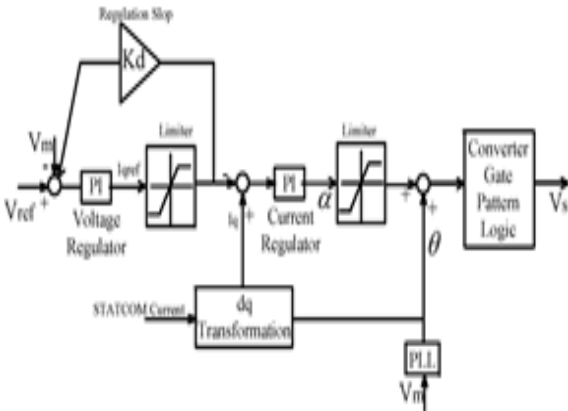 Regulation Slop
Kd
Vm
-
Limiter
Iqref
PI
Vref
+
Voltage
Regulator
-
+
Iq
PI
α
Current
Regulator
Limiter
+
+
θ
Converter
Gate
Pattern
Logic
Vs
STATCOM Current
dq
Transformation
PLL
Vm